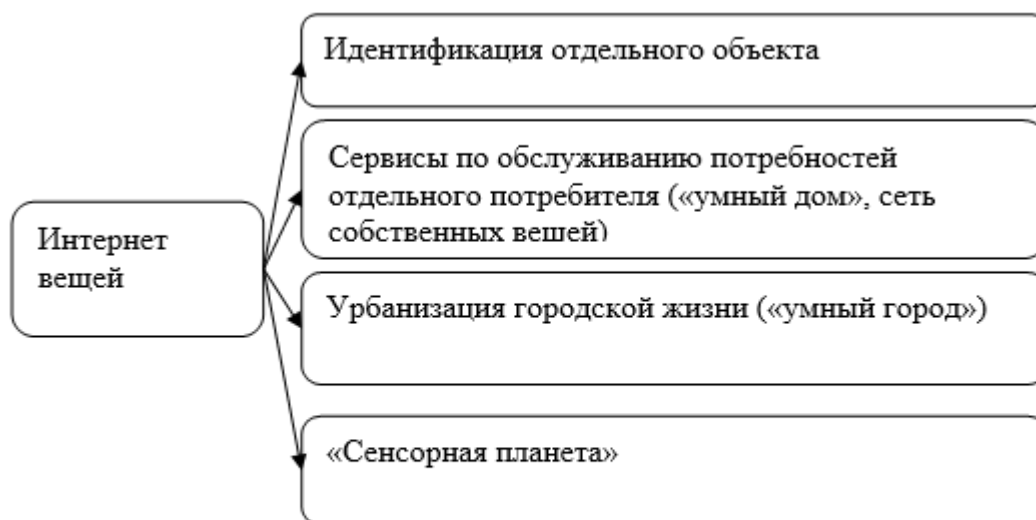 Идентификация отдельного объекта
Сервисы по обслуживанию потребностей
отдельного потребителя («умный дом», сеть
собственных вещей)
Интернет
вещей
Урбанизация городской жизни («умный город»)
«Сенсорная планета»